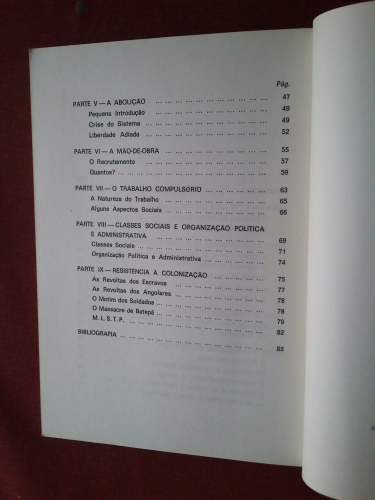 Pág.
PARTE V — A ABOLIÇÃO ... ... ... ... ... ... ... ... ... ... 47
Pequena Introdução ... ... ... ... ... ... ... ... ... 49
Crise do Sistema ... ... ... ... ... ... ... ... ... 49
Liberdade Adiada ... ... ... ... ... ... ... ... ... 52
PARTE VI — A MÃO-DE-OBRA ... ... ... ... ... ... ... ... ... 55
O Recrutamento ... ... ... ... ... ... ... ... ... 57
Quantos? ... ... ... ... ... ... ... ... ... ... 58
PARTE VII — O TRABALHO COMPULSÓRIO ... ... ... ... ... ... 63
A Natureza do Trabalho ... ... ... ... ... ... ... ... 65
Alguns Aspectos Sociais ... ... ... ... ... ... ... ... 66
PARTE VIII — CLASSES SOCIAIS E ORGANIZAÇÃO POLÍTICA
E ADMINISTRATIVA ... ... ... ... ... ... ... ... ... 69
Classes Sociais ... ... ... ... ... ... ... ... ... 71
Organização Política e Administrativa ... ... ... ... ... 74
PARTE IX — RESISTÊNCIA À COLONIZAÇÃO ... ... ... ... ... 75
As Revoltas dos Escravos ... ... ... ... ... ... ... 77
As Revoltas dos Angolares ... ... ... ... ... ... ... 78
O Motim dos Soldados ... ... ... ... ... ... ... ... 78
O Massacre de Batepá ... ... ... ... ... ... ... ... 79
M. L. S. T. P. ... ... ... ... ... ... ... ... ... 82
BIBLIOGRAFIA ... ... ... ... ... ... ... ... ... ... 85